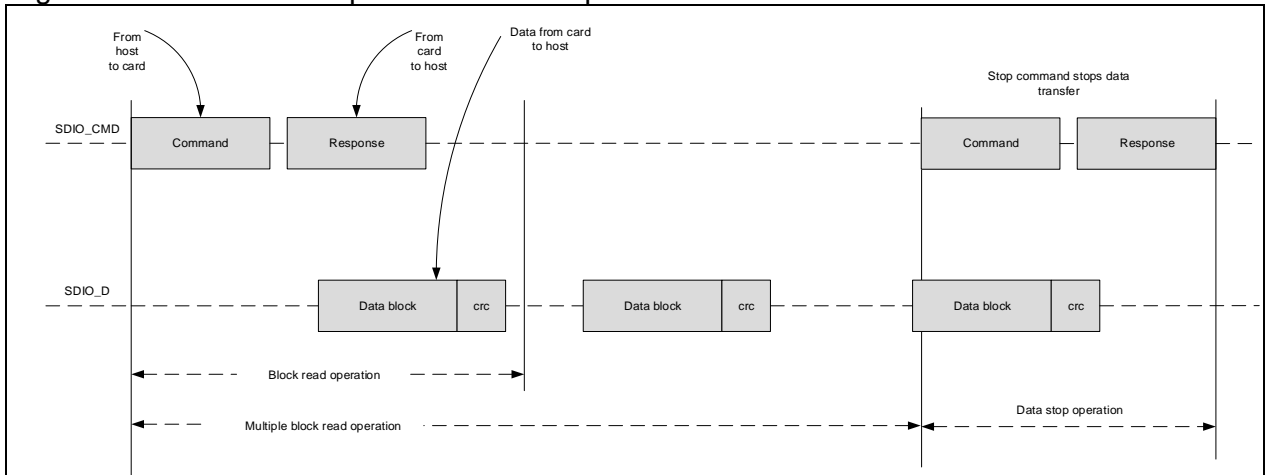 From
host
to card
From
card
to host
Data from card
to host
Stop command stops data
transfer
SDIO_CMD
Command
Response
Command
Response
SDIO_D
Data block
crc
Data block
crc
Data block
crc
Block read operation
Data stop operation
Multiple block read operation